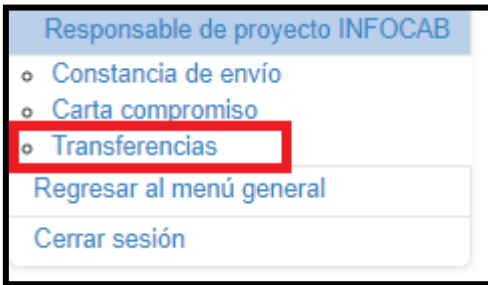 Responsable de proyecto INFOCAB
Constancia de envío
Carta compromiso
Transferencias
Regresar al menú general
Cerrar sesión